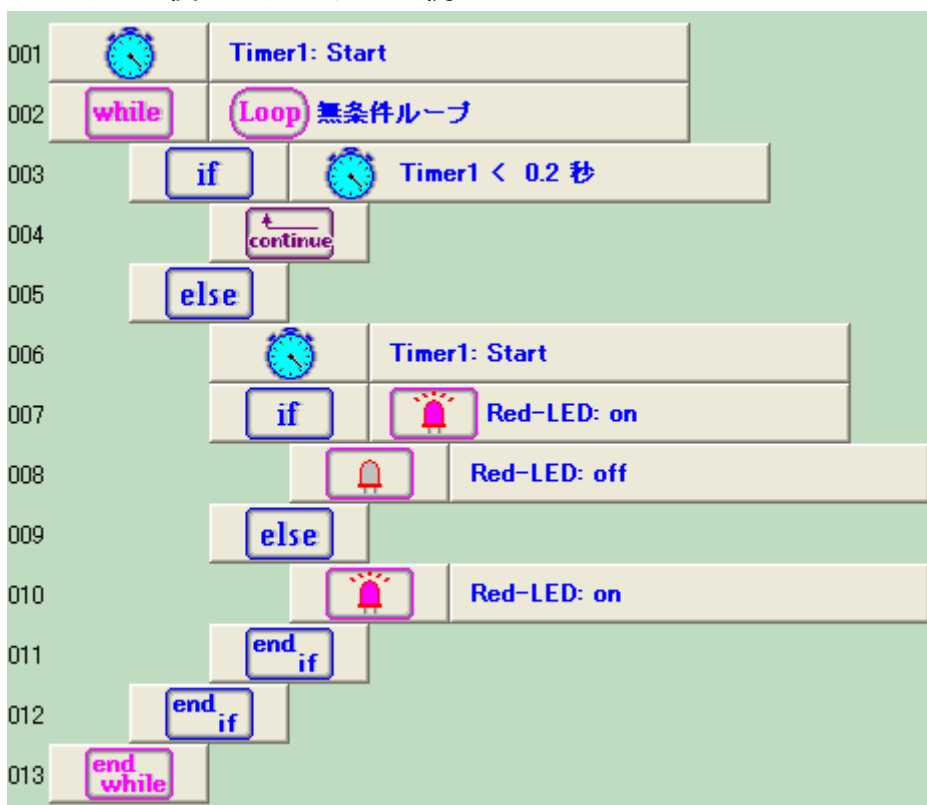 001 Timer1: Start
002 while Loop 無条件ループ
003 if Timer1 < 0.2 秒
004 continue
005 else
006 Timer1: Start
007 if Red-LED: on
008 Red-LED: off
009 else
010 Red-LED: on
011 end if
012 end if
013 end while